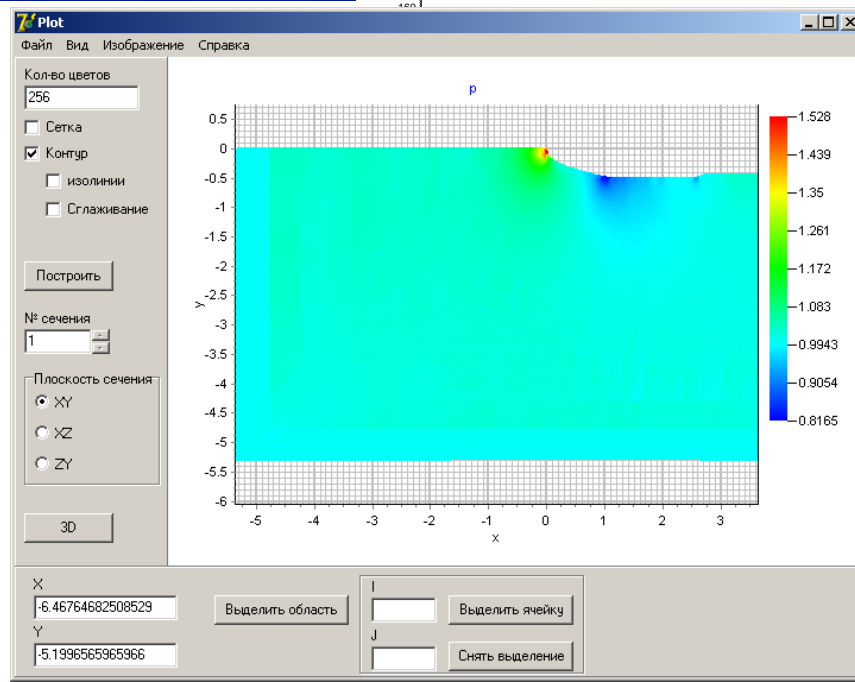 160
Plot
Файл Вид Изображение Справка
Кол-во цветов
256
Сетка
Контур
изолинии
Сглаживание
Построить
№ сечения
1
Плоскость сечения
XY
XZ
ZY
3D
p
0.5
0
-0.5
-1
-1.5
-2
-2.5
-3
-3.5
-4
-4.5
-5
-5.5
-6
y
-5 -4 -3 -2 -1 0 1 2 3
x
1.528
1.439
1.35
1.261
1.172
1.083
0.9943
0.9054
0.8165
X
-6.46764682508529
Y
-5.1996565965966
Выделить область
I
Выделить ячейку
J
Снять выделение